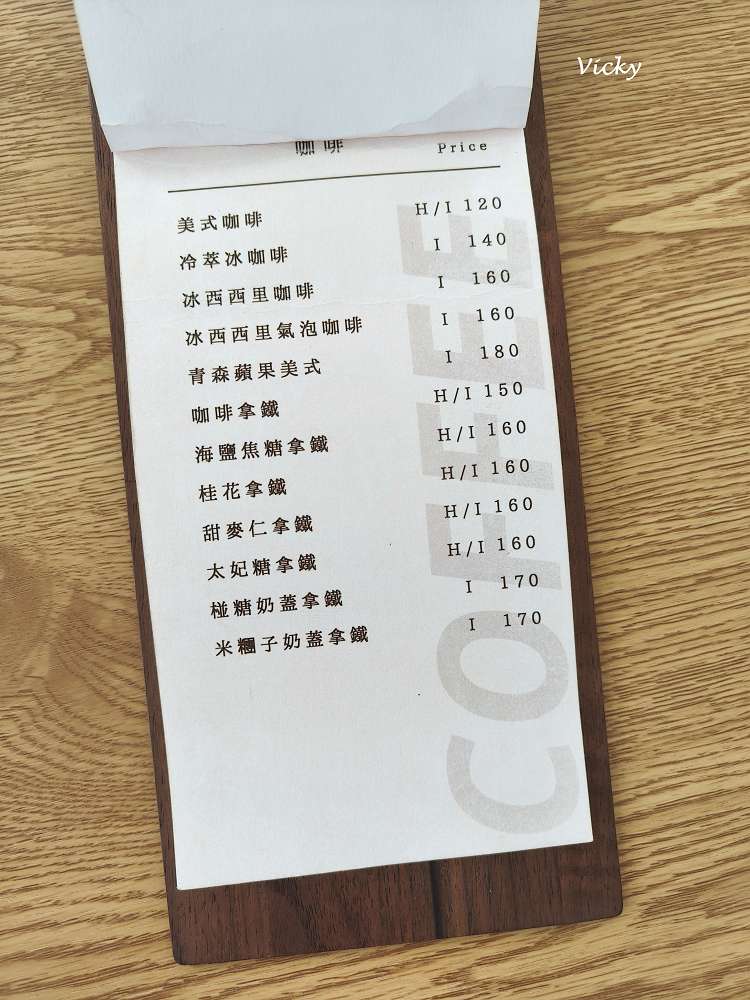 Vicky
咖啡 Price
美式咖啡 H/I 120
冷萃冰咖啡 I 140
冰西西里咖啡 I 160
冰西西里氣泡咖啡 I 160
青森蘋果美式 I 180
咖啡拿鐵 H/I 150
海鹽焦糖拿鐵 H/I 160
桂花拿鐵 H/I 160
甜麥仁拿鐵 H/I 160
太妃糖拿鐵 H/I 160
椪糖奶蓋拿鐵 I 170
米糰子奶蓋拿鐵 I 170
COFFEE